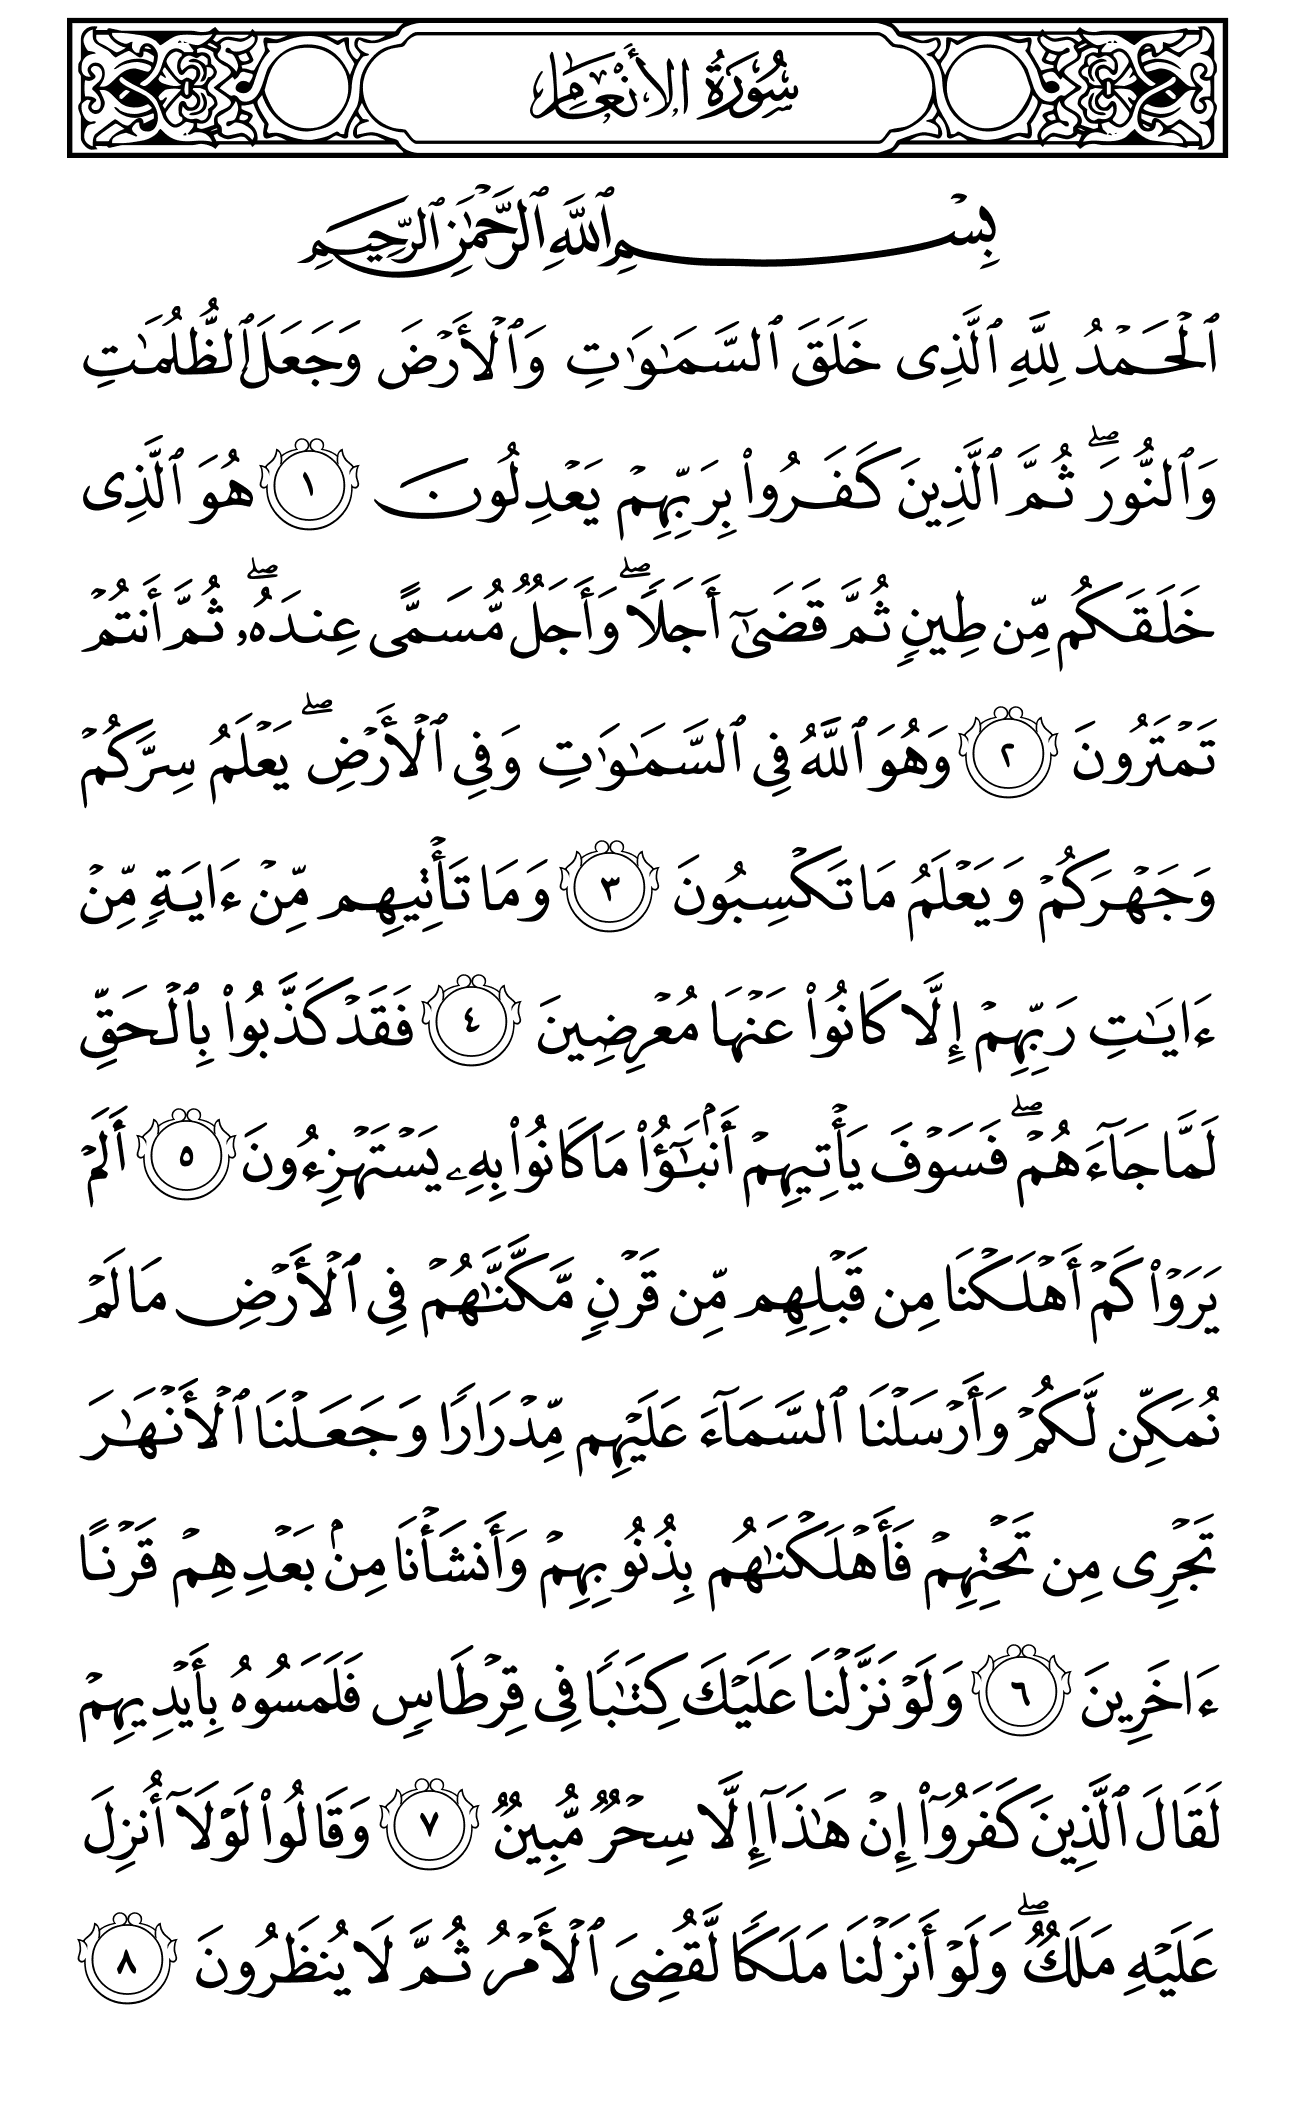 سُورَةُ الأَنْعَامِ
بِسْمِ ٱللَّهِ ٱلرَّحْمَٰنِ ٱلرَّحِيمِ
ٱلْحَمْدُ لِلَّهِ ٱلَّذِى خَلَقَ ٱلسَّمَٰوَٰتِ وَٱلْأَرْضَ وَجَعَلَ ٱلظُّلُمَٰتِ
وَٱلنُّورَ ۖ ثُمَّ ٱلَّذِينَ كَفَرُوا۟ بِرَبِّهِمْ يَعْدِلُونَ ١ هُوَ ٱلَّذِى
خَلَقَكُم مِّن طِينٍ ثُمَّ قَضَىٰٓ أَجَلًا ۖ وَأَجَلٌ مُّسَمًّى عِندَهُۥ ۖ ثُمَّ أَنتُمْ
تَمْتَرُونَ ٢ وَهُوَ ٱللَّهُ فِى ٱلسَّمَٰوَٰتِ وَفِى ٱلْأَرْضِ ۖ يَعْلَمُ سِرَّكُمْ
وَجَهْرَكُمْ وَيَعْلَمُ مَا تَكْسِبُونَ ٣ وَمَا تَأْتِيهِم مِّنْ ءَايَةٍ مِّنْ
ءَايَٰتِ رَبِّهِمْ إِلَّا كَانُوا۟ عَنْهَا مُعْرِضِينَ ٤ فَقَدْ كَذَّبُوا۟ بِٱلْحَقِّ
لَمَّا جَآءَهُمْ ۖ فَسَوْفَ يَأْتِيهِمْ أَنۢبَٰٓؤُا۟ مَا كَانُوا۟ بِهِۦ يَسْتَهْزِءُونَ ٥ أَلَمْ
يَرَوْا۟ كَمْ أَهْلَكْنَا مِن قَبْلِهِم مِّن قَرْنٍ مَّكَّنَّٰهُمْ فِى ٱلْأَرْضِ مَا لَمْ
نُمَكِّن لَّكُمْ وَأَرْسَلْنَا ٱلسَّمَآءَ عَلَيْهِم مِّدْرَارًا وَجَعَلْنَا ٱلْأَنْهَٰرَ
تَجْرِى مِن تَحْتِهِمْ فَأَهْلَكْنَٰهُم بِذُنُوبِهِمْ وَأَنشَأْنَا مِنۢ بَعْدِهِمْ قَرْنًا
ءَاخَرِينَ ٦ وَلَوْ نَزَّلْنَا عَلَيْكَ كِتَٰبًا فِى قِرْطَاسٍ فَلَمَسُوهُ بِأَيْدِيهِمْ
لَقَالَ ٱلَّذِينَ كَفَرُوٓا۟ إِنْ هَٰذَآ إِلَّا سِحْرٌ مُّبِينٌ ٧ وَقَالُوا۟ لَوْلَآ أُنزِلَ
عَلَيْهِ مَلَكٌ ۖ وَلَوْ أَنزَلْنَا مَلَكًا لَّقُضِىَ ٱلْأَمْرُ ثُمَّ لَا يُنظَرُونَ ٨